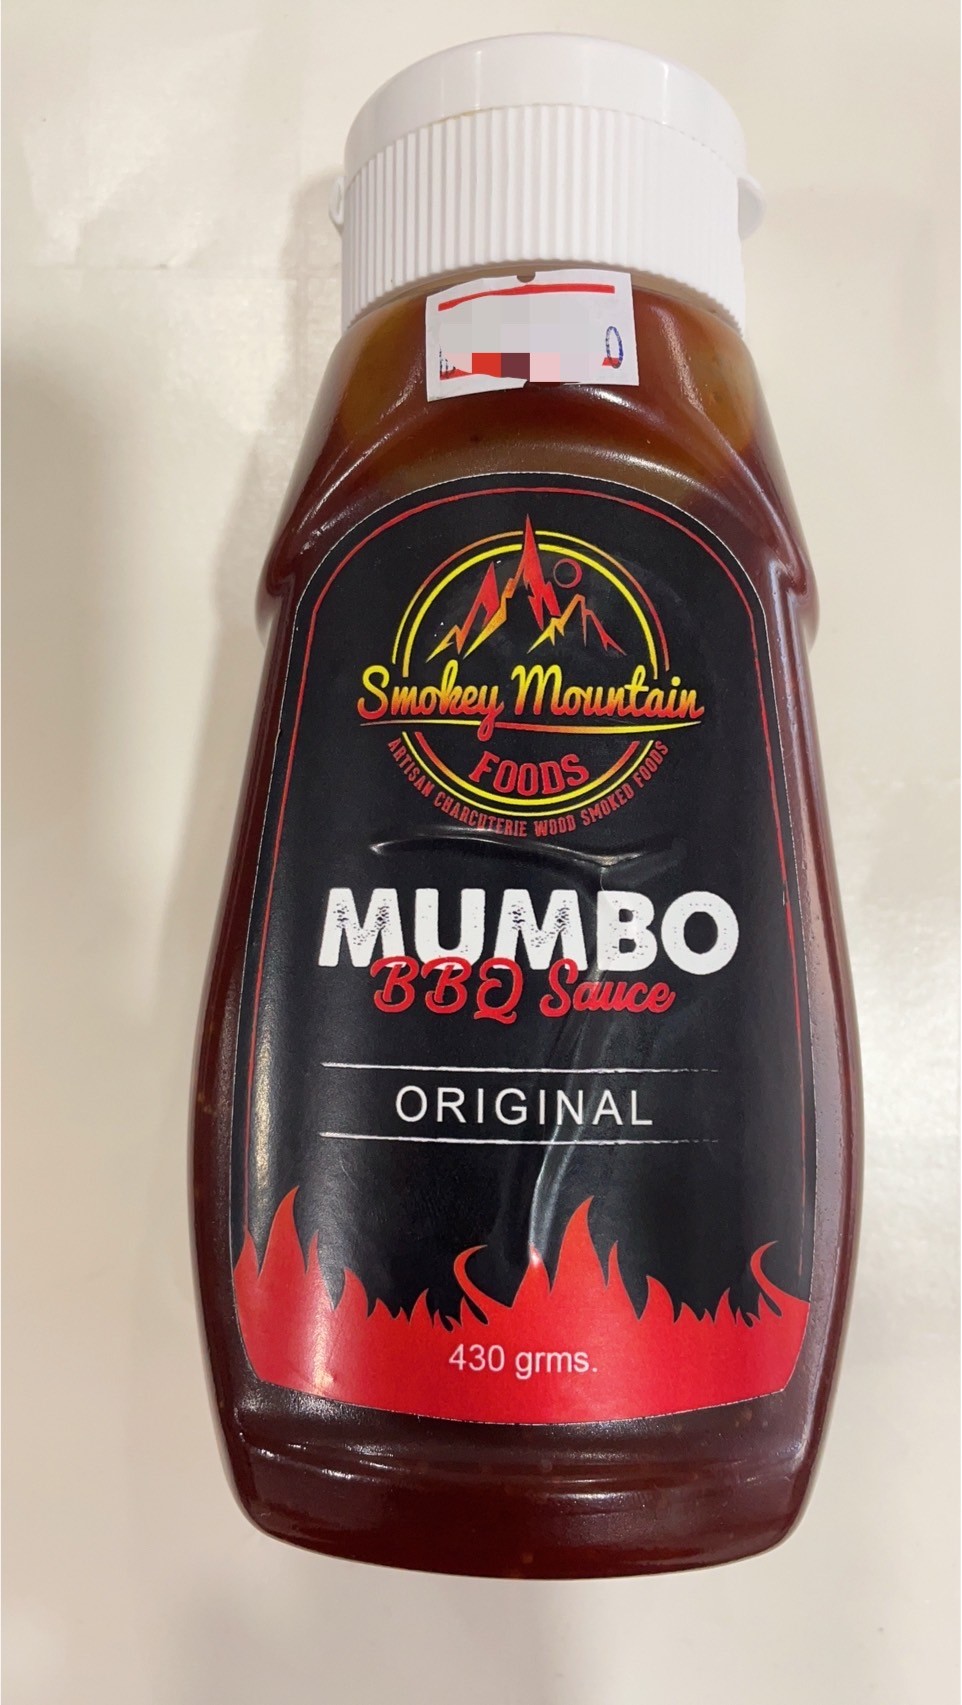 Smokey Mountain
FOODS
ARTISAN CHARCUTERIE WOOD SMOKED FOODS
MUMBO
BBQ Sauce
ORIGINAL
430 grms.